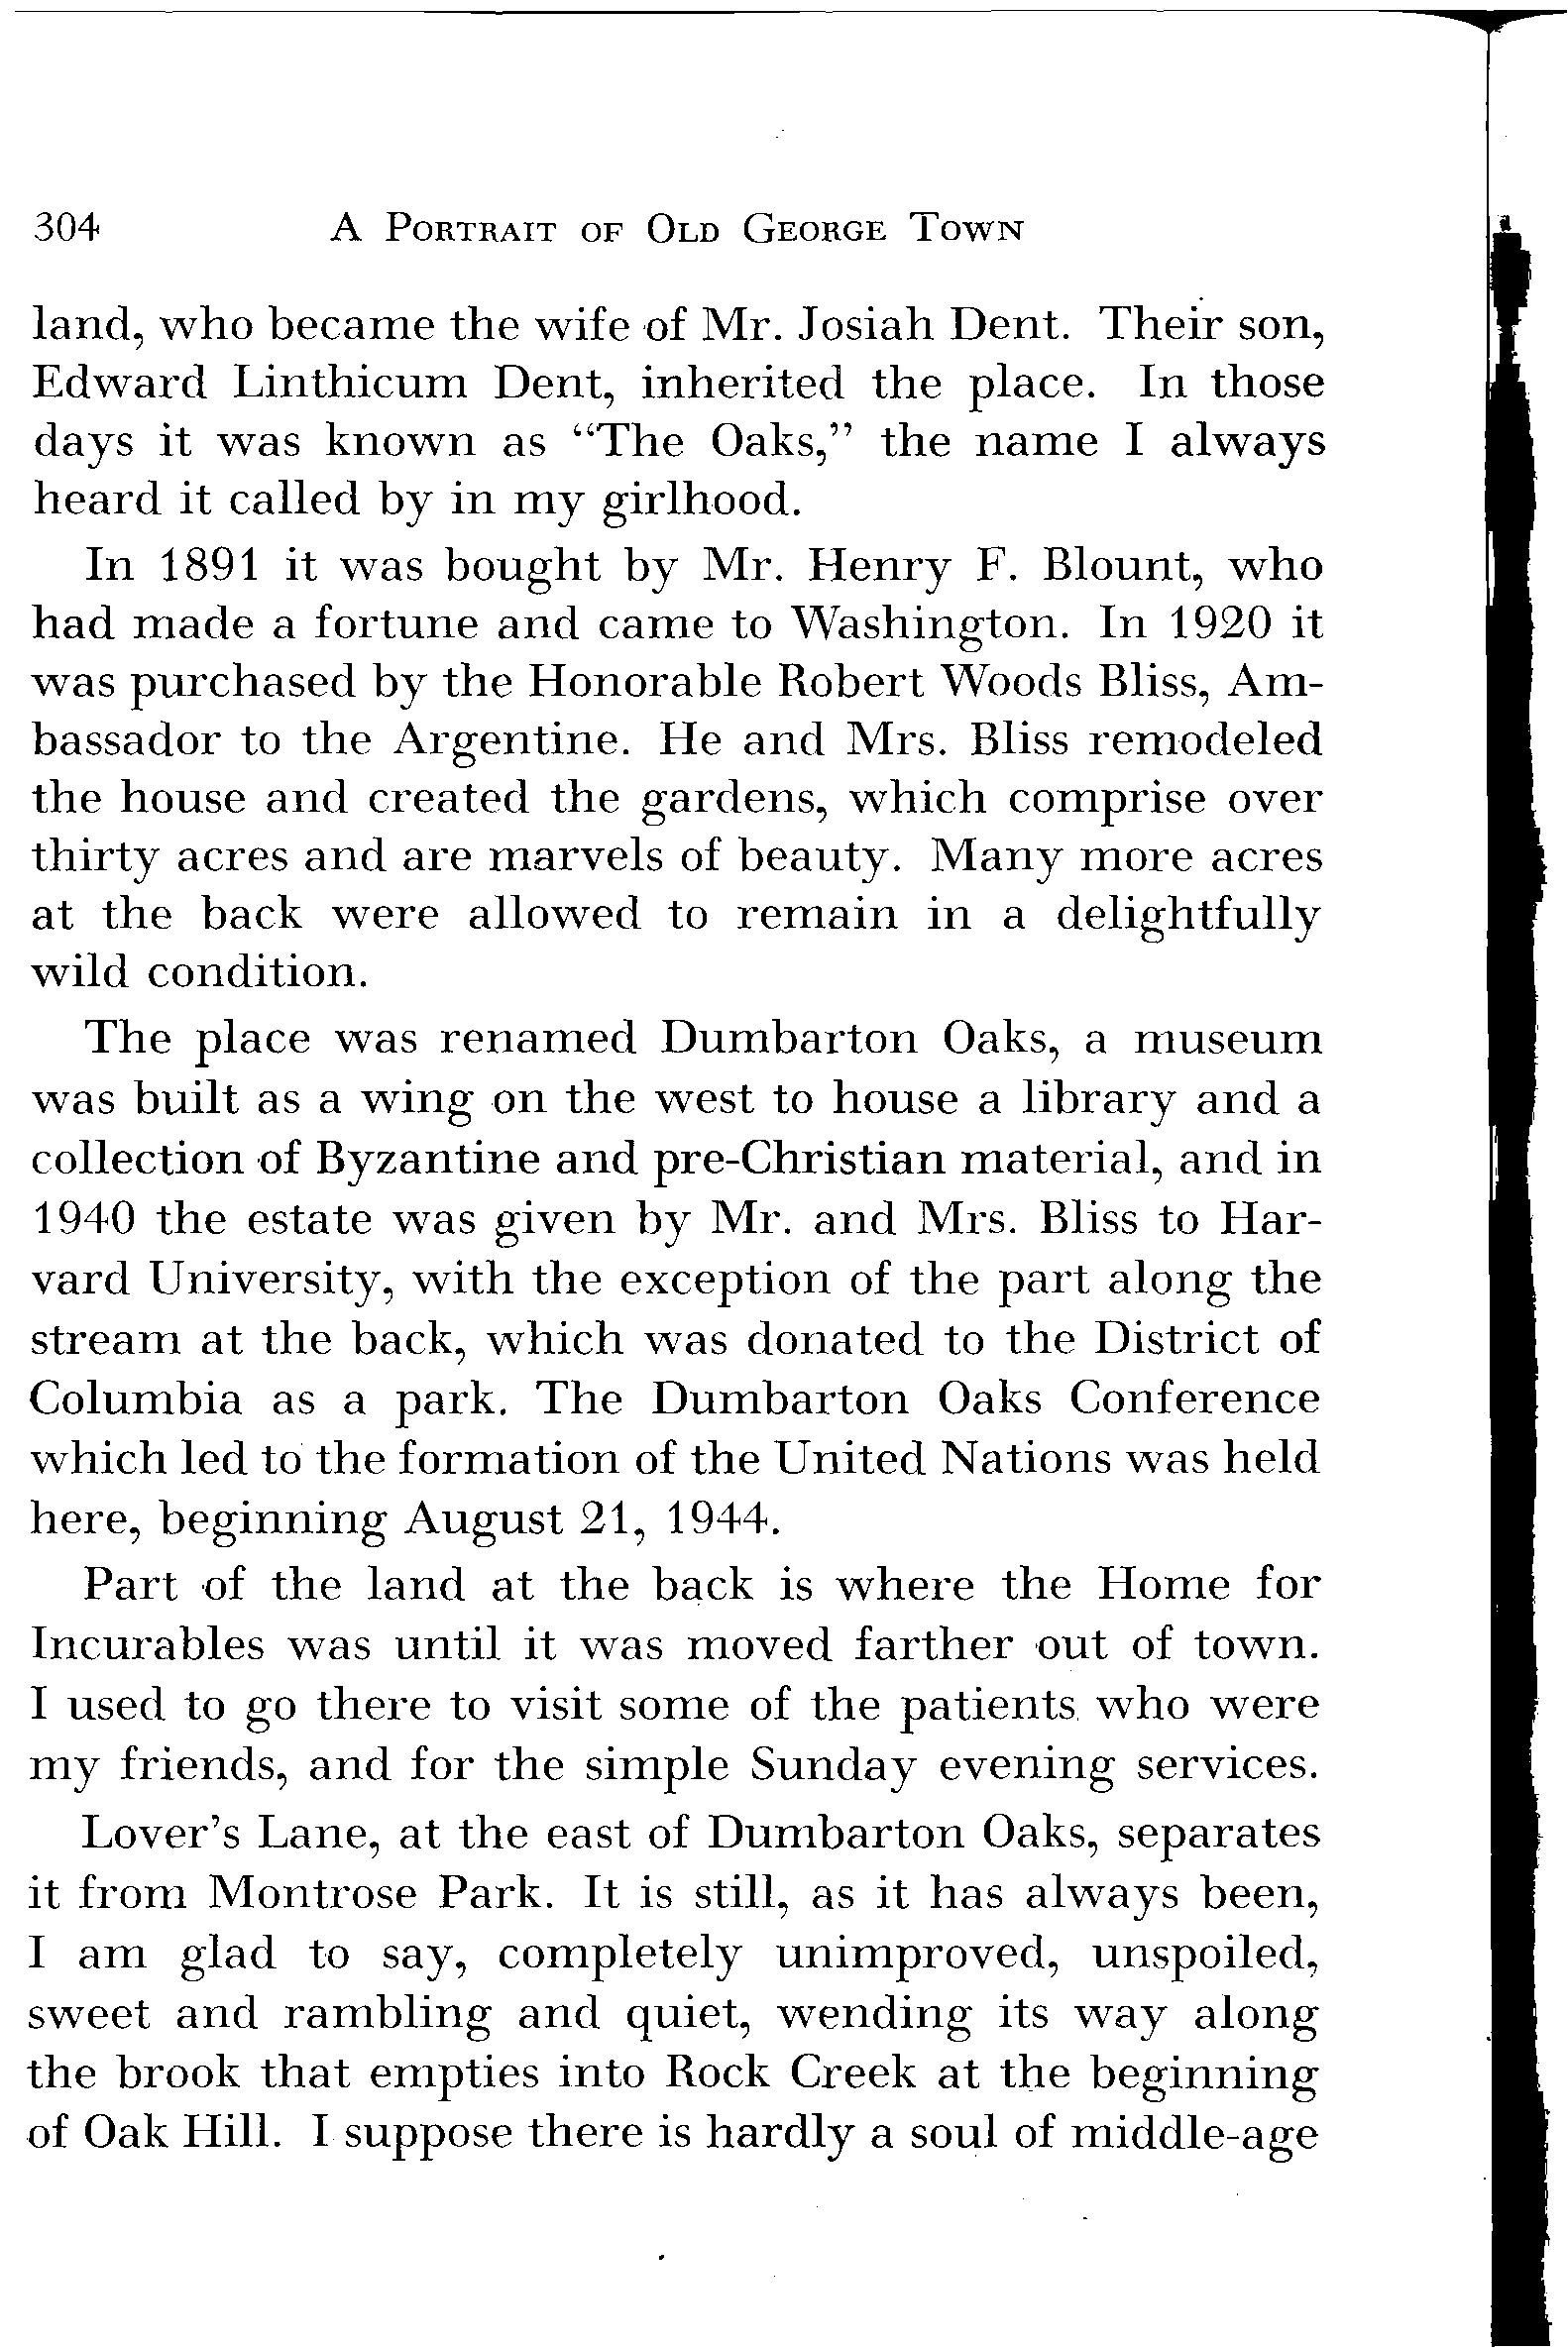 304 A Portrait of Old George Town
land, who became the wife of Mr. Josiah Dent. Their son,
Edward Linthicum Dent, inherited the place. In those
days it was known as "The Oaks," the name I always
heard it called by in my girlhood.
In 1891 it was bought by Mr. Henry F. Blount, who
had made a fortune and came to Washington. In 1920 it
was purchased by the Honorable Robert Woods Bliss, Am-
bassador to the Argentine. He and Mrs. Bliss remodeled
the house and created the gardens, which comprise over
thirty acres and are marvels of beauty. Many more acres
at the back were allowed to remain in a delightfully
wild condition.
The place was renamed Dumbarton Oaks, a museum
was built as a wing on the west to house a library and a
collection of Byzantine and pre-Christian material, and in
1940 the estate was given by Mr. and Mrs. Bliss to Har-
vard University, with the exception of the part along the
stream at the back, which was donated to the District of
Columbia as a park. The Dumbarton Oaks Conference
which led to the formation of the United Nations was held
here, beginning August 21, 1944.
Part of the land at the back is where the Home for
Incurables was until it was moved farther out of town.
I used to go there to visit some of the patients who were
my friends, and for the simple Sunday evening services.
Lover's Lane, at the east of Dumbarton Oaks, separates
it from Montrose Park. It is still, as it has always been,
I am glad to say, completely unimproved, unspoiled,
sweet and rambling and quiet, wending its way along
the brook that empties into Rock Creek at the beginning
of Oak Hill. I suppose there is hardly a soul of middle-age